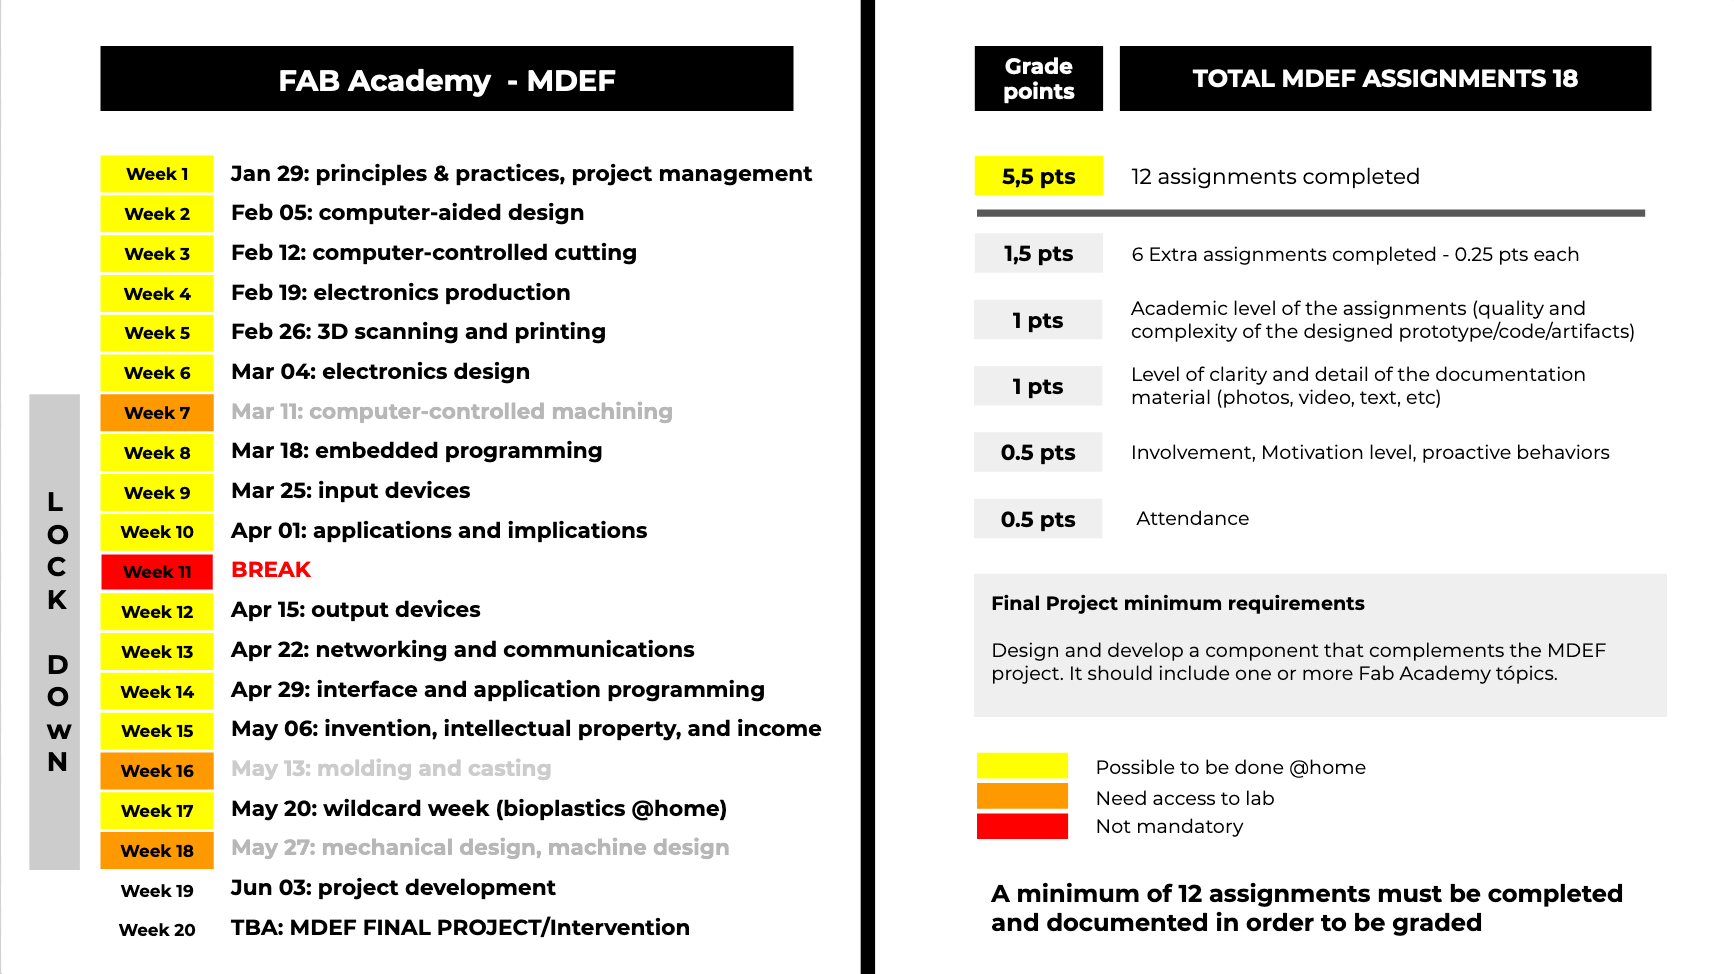 FAB Academy - MDEF
Week 1 Jan 29: principles & practices, project management
Week 2 Feb 05: computer-aided design
Week 3 Feb 12: computer-controlled cutting
Week 4 Feb 19: electronics production
Week 5 Feb 26: 3D scanning and printing
Week 6 Mar 04: electronics design
Week 7 Mar 11: computer-controlled machining
Week 8 Mar 18: embedded programming
Week 9 Mar 25: input devices
Week 10 Apr 01: applications and implications
Week 11 BREAK
Week 12 Apr 15: output devices
Week 13 Apr 22: networking and communications
Week 14 Apr 29: interface and application programming
Week 15 May 06: invention, intellectual property, and income
Week 16 May 13: molding and casting
Week 17 May 20: wildcard week (bioplastics @home)
Week 18 May 27: mechanical design, machine design
Week 19 Jun 03: project development
Week 20 TBA: MDEF FINAL PROJECT/Intervention
L
O
C
K
D
O
w
N
Grade
points
TOTAL MDEF ASSIGNMENTS 18
5,5 pts 12 assignments completed
1,5 pts 6 Extra assignments completed - 0.25 pts each
1 pts Academic level of the assignments (quality and
complexity of the designed prototype/code/artifacts)
1 pts Level of clarity and detail of the documentation
material (photos, video, text, etc)
0.5 pts Involvement, Motivation level, proactive behaviors
0.5 pts Attendance
Final Project minimum requirements
Design and develop a component that complements the MDEF
project. It should include one or more Fab Academy tópics.
Possible to be done @home
Need access to lab
Not mandatory
A minimum of 12 assignments must be completed
and documented in order to be graded